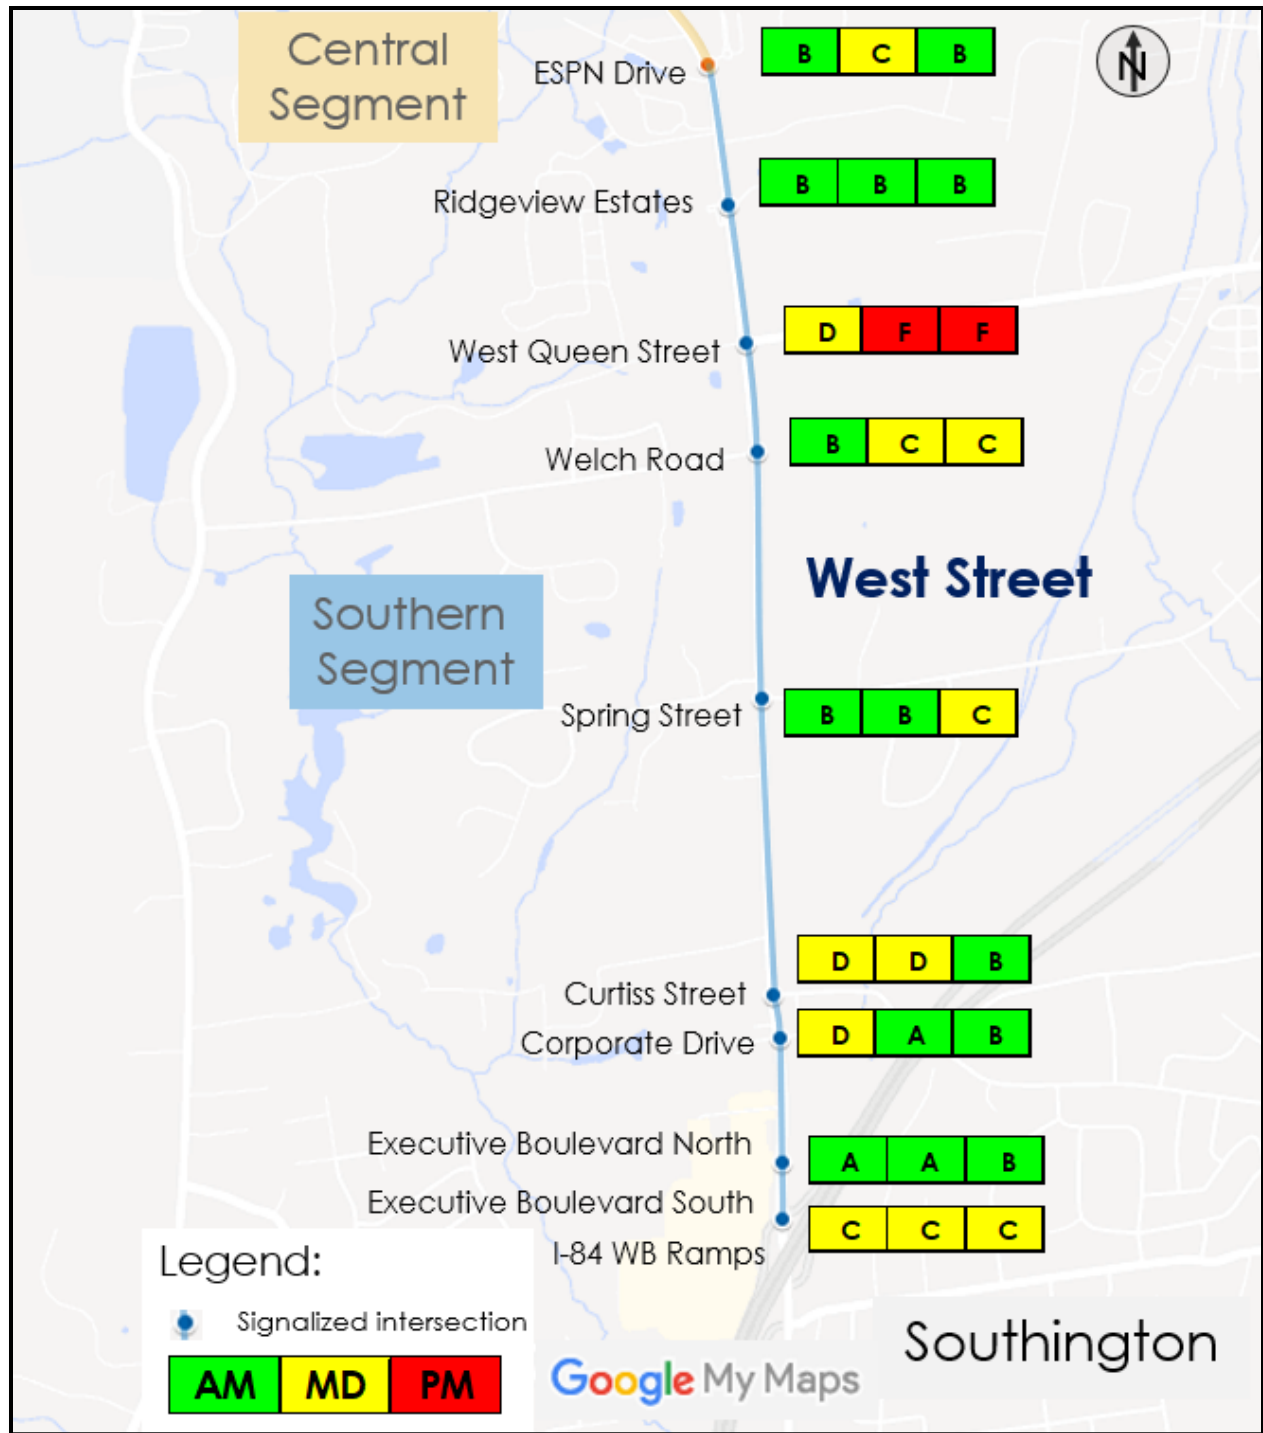 Central
Segment
ESPN Drive
B C B
N
Ridgeview Estates
B B B
West Queen Street
D F F
Welch Road
B C C
West Street
Southern
Segment
Spring Street
B B C
Curtiss Street
D D B
Corporate Drive
D A B
Executive Boulevard North
A A B
Executive Boulevard South
I-84 WB Ramps
C C C
Legend:
Signalized intersection
AM MD PM
Google My Maps
Southington